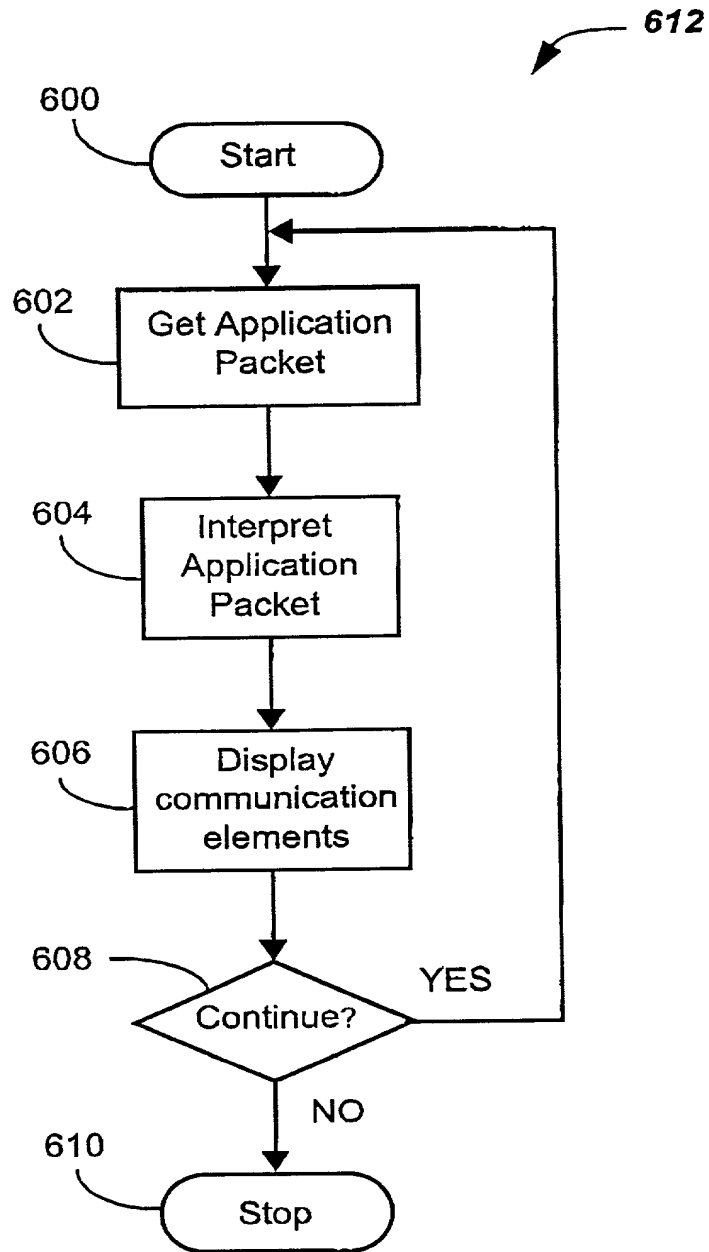 612
600
Start
602
Get Application
Packet
604
Interpret
Application
Packet
606
Display
communication
elements
608
Continue?
YES
NO
610
Stop